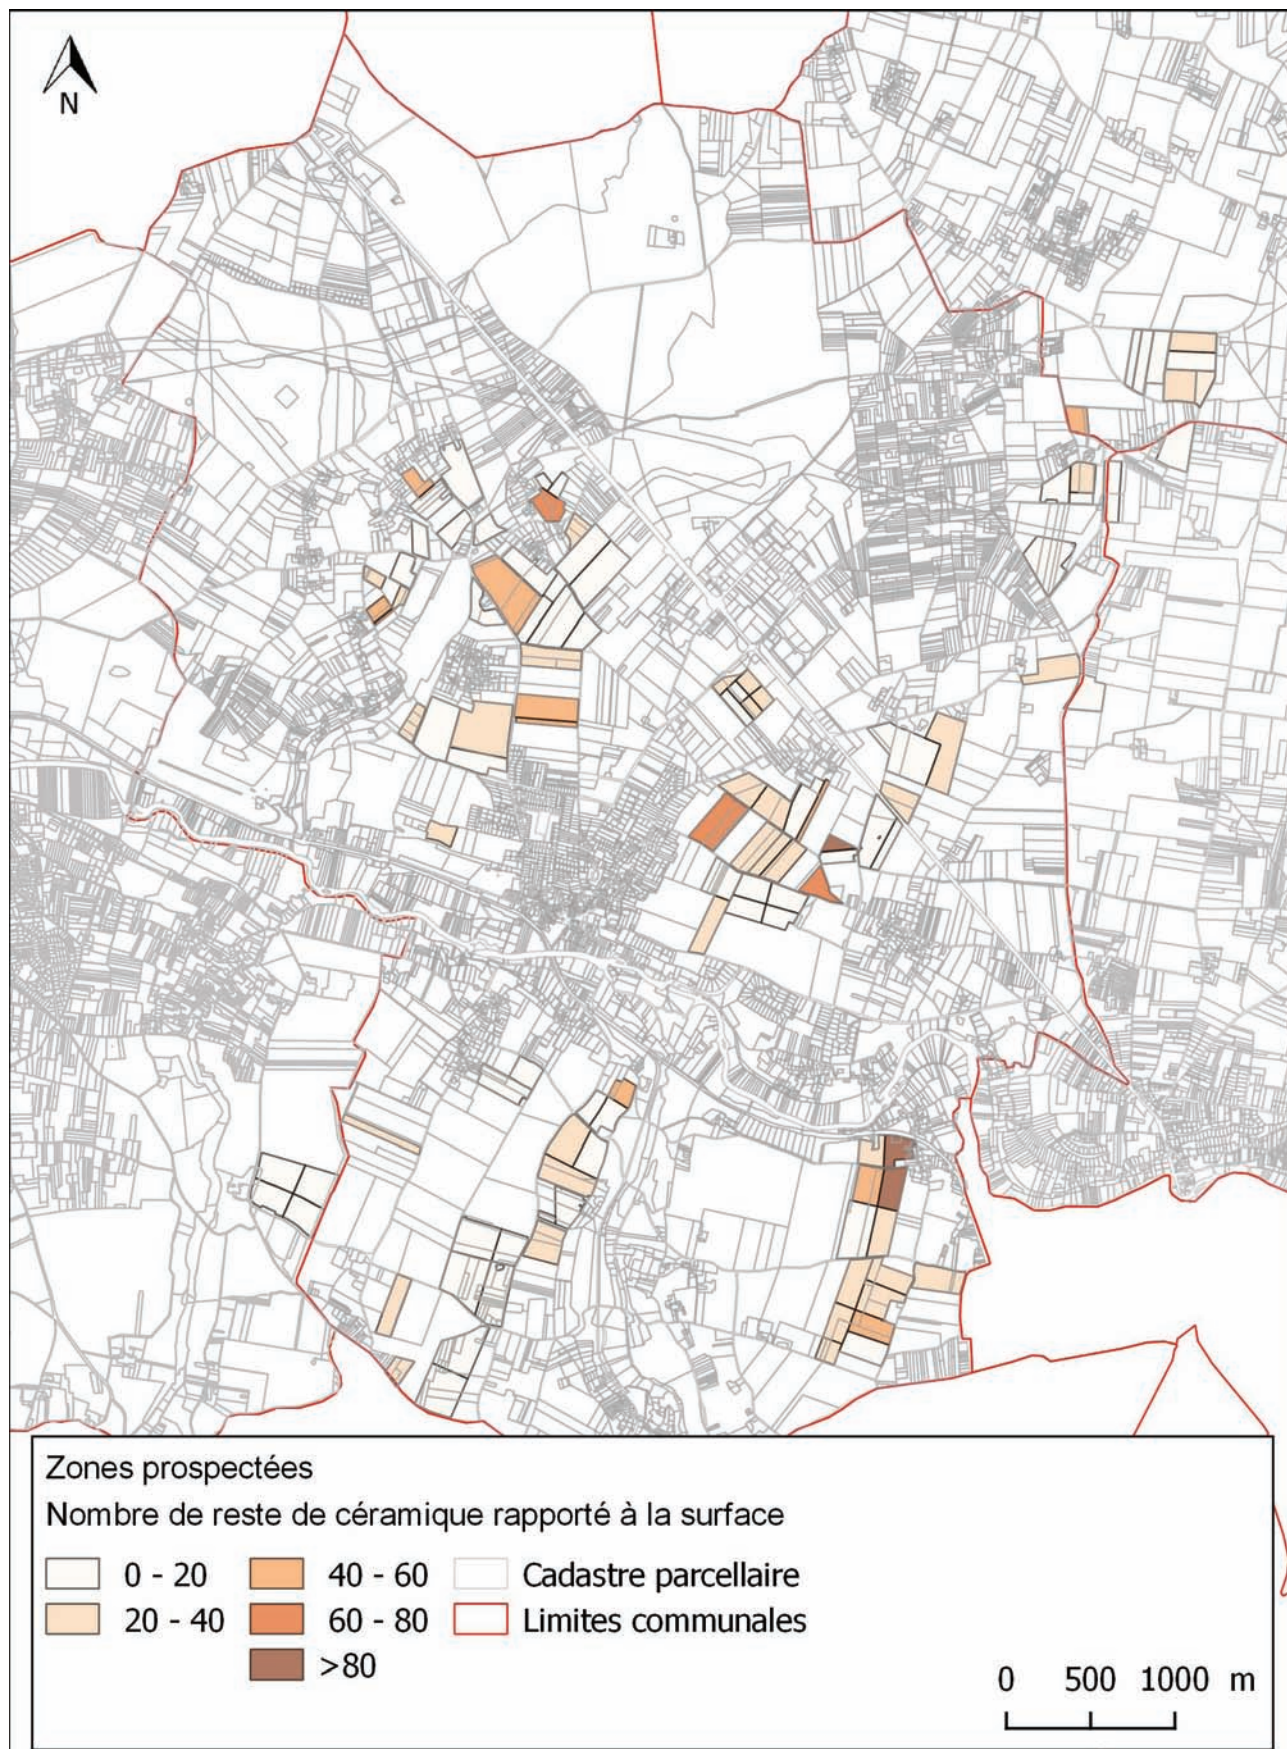 N
Zones prospectées
Nombre de reste de céramique rapporté à la surface
0 - 20
40 - 60
Cadastre parcellaire
20 - 40
60 - 80
Limites communales
>80
0 500 1000 m